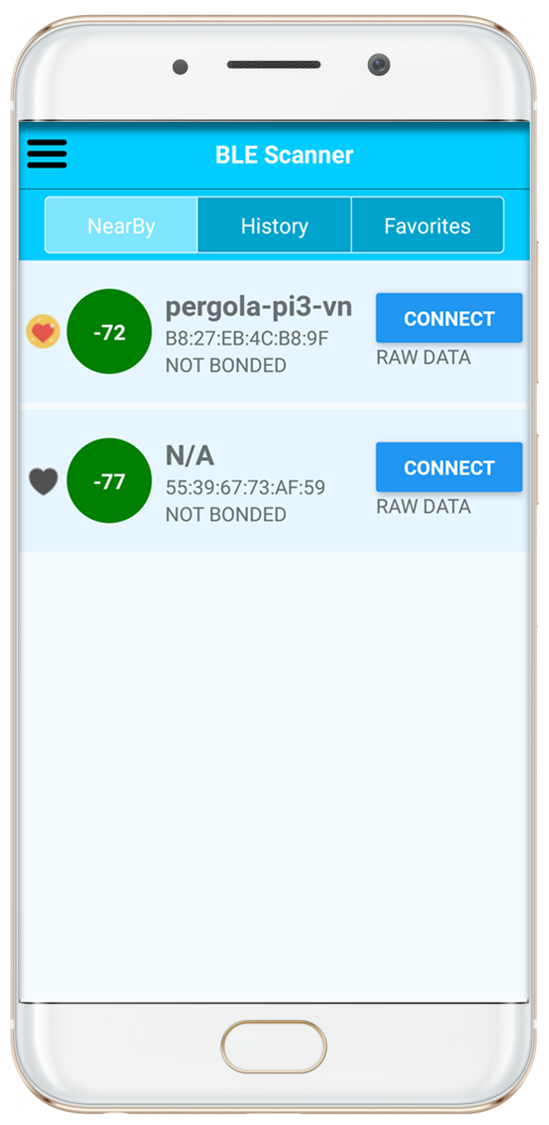 BLE Scanner
NearBy History Favorites
-72
pergola-pi3-vn
B8:27:EB:4C:B8:9F
NOT BONDED
CONNECT
RAW DATA
-77
N/A
55:39:67:73:AF:59
NOT BONDED
CONNECT
RAW DATA